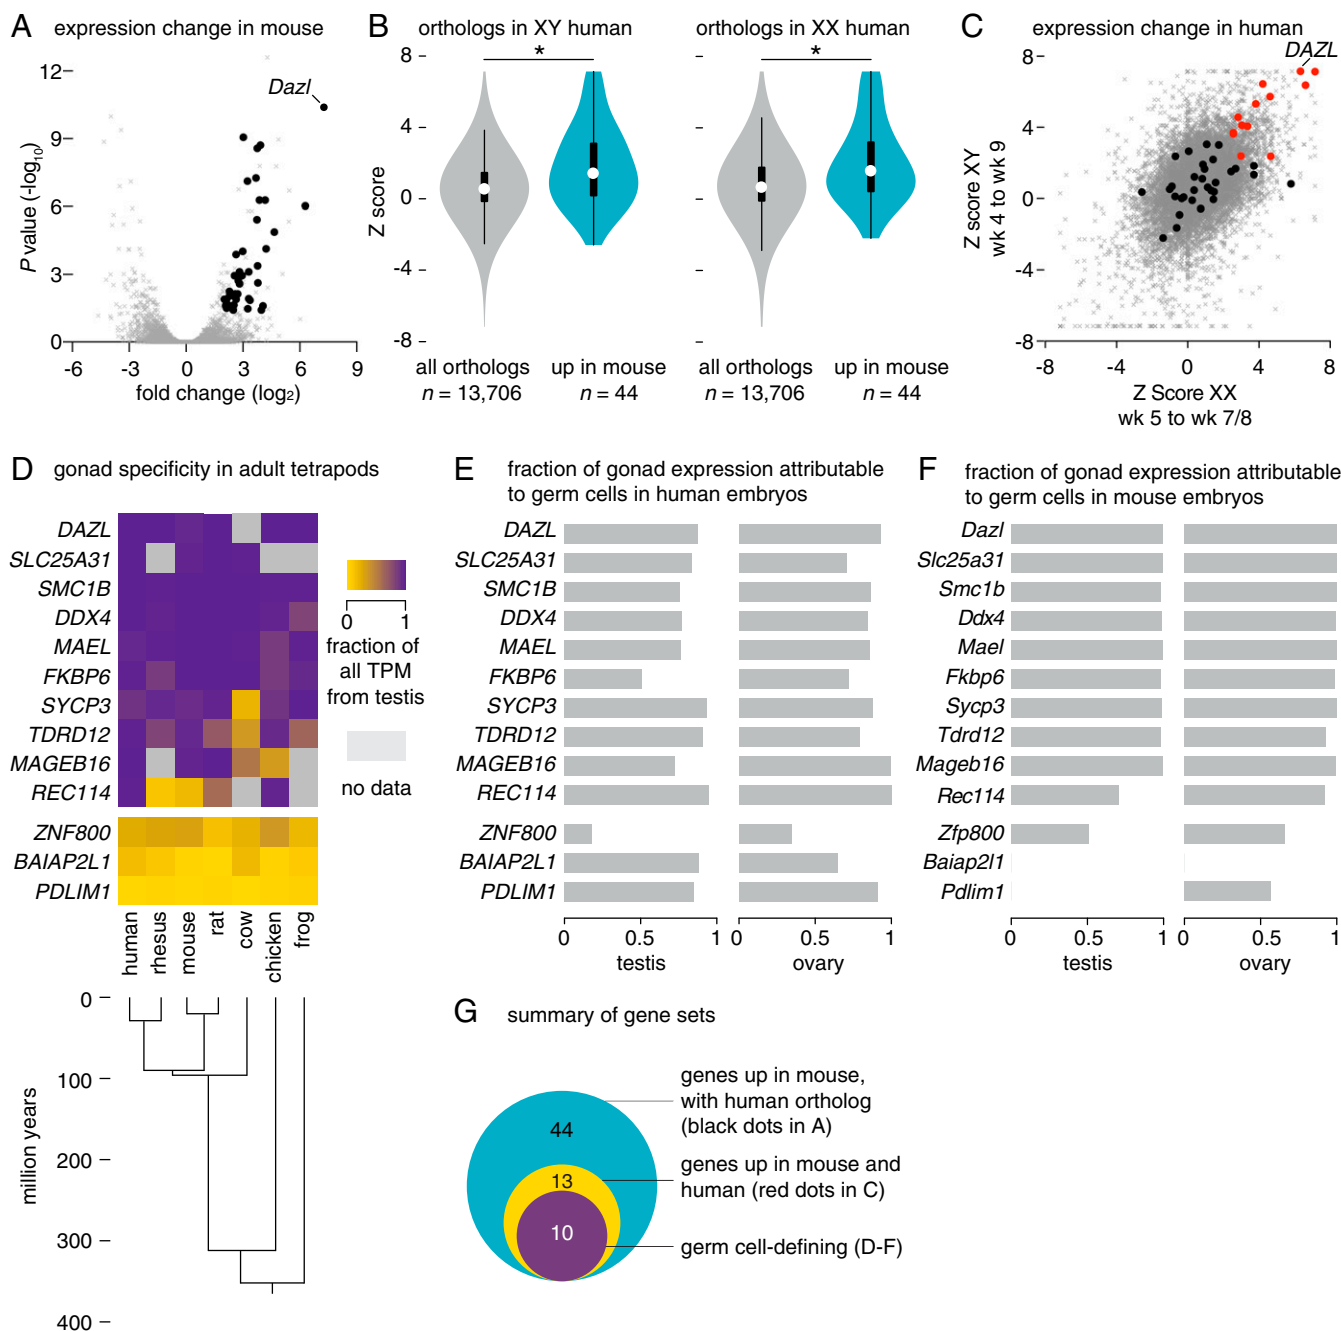 A expression change in mouse
12
9
6
3
0
P value (-log10)
Dazl
-6 -3 0 3 6 9
fold change (log2)
B orthologs in XY human
orthologs in XX human
8
4
0
-4
-8
Z score
*
*
all orthologs
n = 13,706
up in mouse
n = 44
all orthologs
n = 13,706
up in mouse
n = 44
C expression change in human
DAZL
8
4
0
-4
-8
Z score XY
wk 4 to wk 9
-8 -4 0 4 8
Z Score XX
wk 5 to wk 7/8
D gonad specificity in adult tetrapods
DAZL
SLC25A31
SMC1B
DDX4
MAEL
FKBP6
SYCP3
TDRD12
MAGEB16
REC114
ZNF800
BAIAP2L1
PDLIM1
human
rhesus
mouse
rat
cow
chicken
frog
0 1
fraction of
all TPM
from testis
no data
0
100
200
300
400
million years
E fraction of gonad expression attributable
to germ cells in human embryos
DAZL
SLC25A31
SMC1B
DDX4
MAEL
FKBP6
SYCP3
TDRD12
MAGEB16
REC114
ZNF800
BAIAP2L1
PDLIM1
0 0.5 1
testis
0 0.5 1
ovary
F fraction of gonad expression attributable
to germ cells in mouse embryos
Dazl
Slc25a31
Smc1b
Ddx4
Mael
Fkbp6
Sycp3
Tdrd12
Mageb16
Rec114
Zfp800
Baiap2l1
Pdlim1
0 0.5 1
testis
0 0.5 1
ovary
G summary of gene sets
44
13
10
genes up in mouse,
with human ortholog
(black dots in A)
genes up in mouse and
human (red dots in C)
germ cell-defining (D-F)